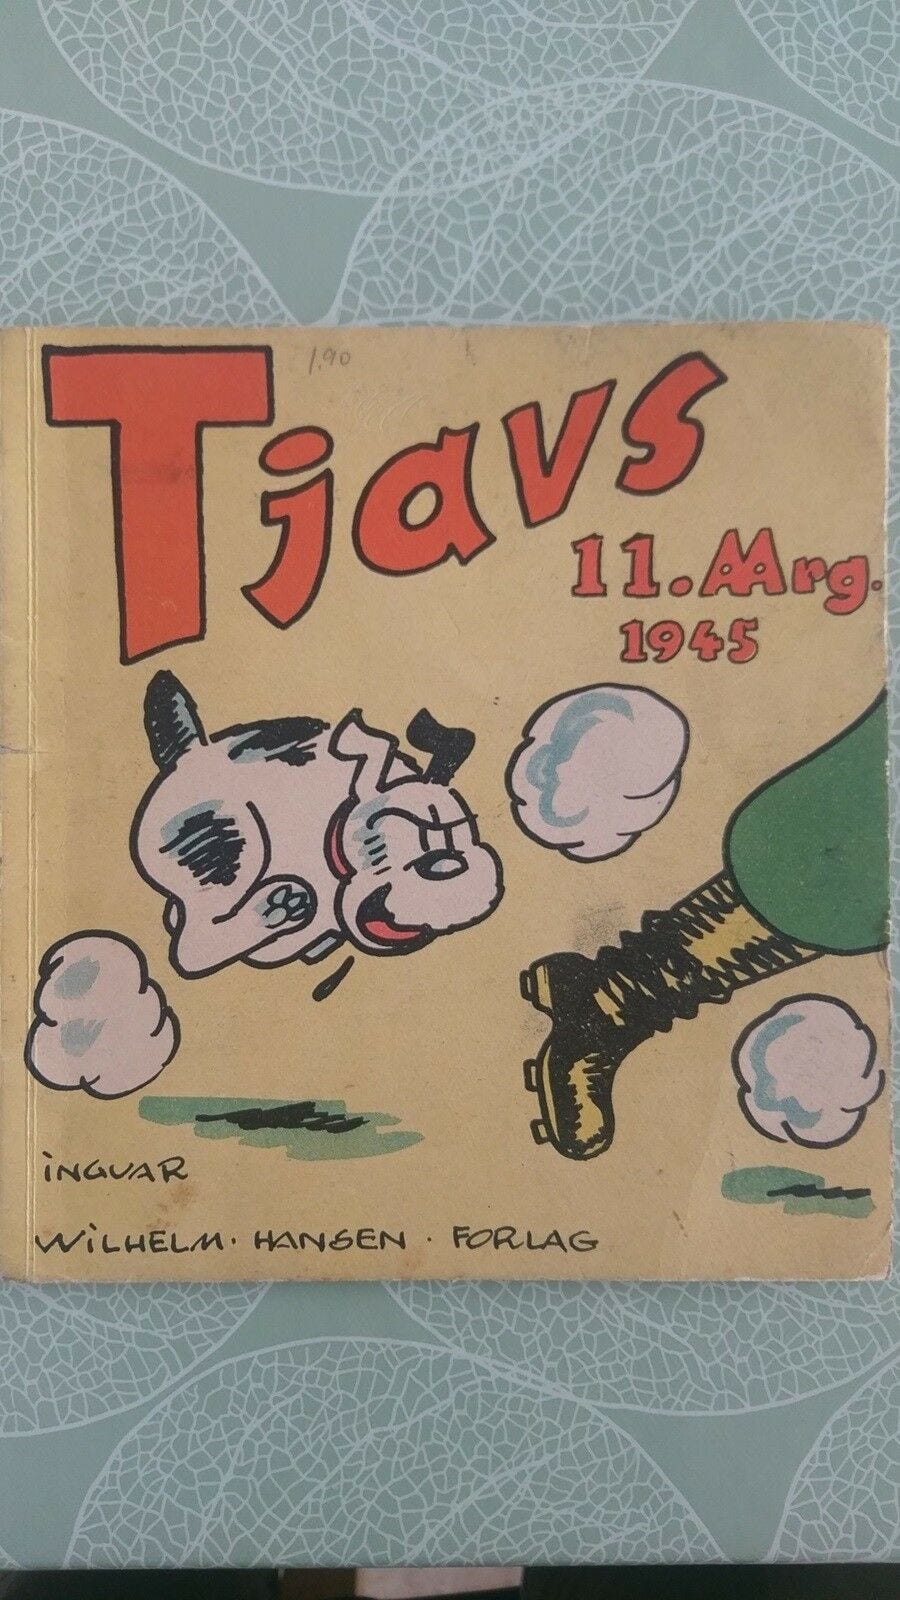 Tjavs
1.90
11. AArg.
1945
iNGVAR
WiLHELM · HANSEN · FORLAG